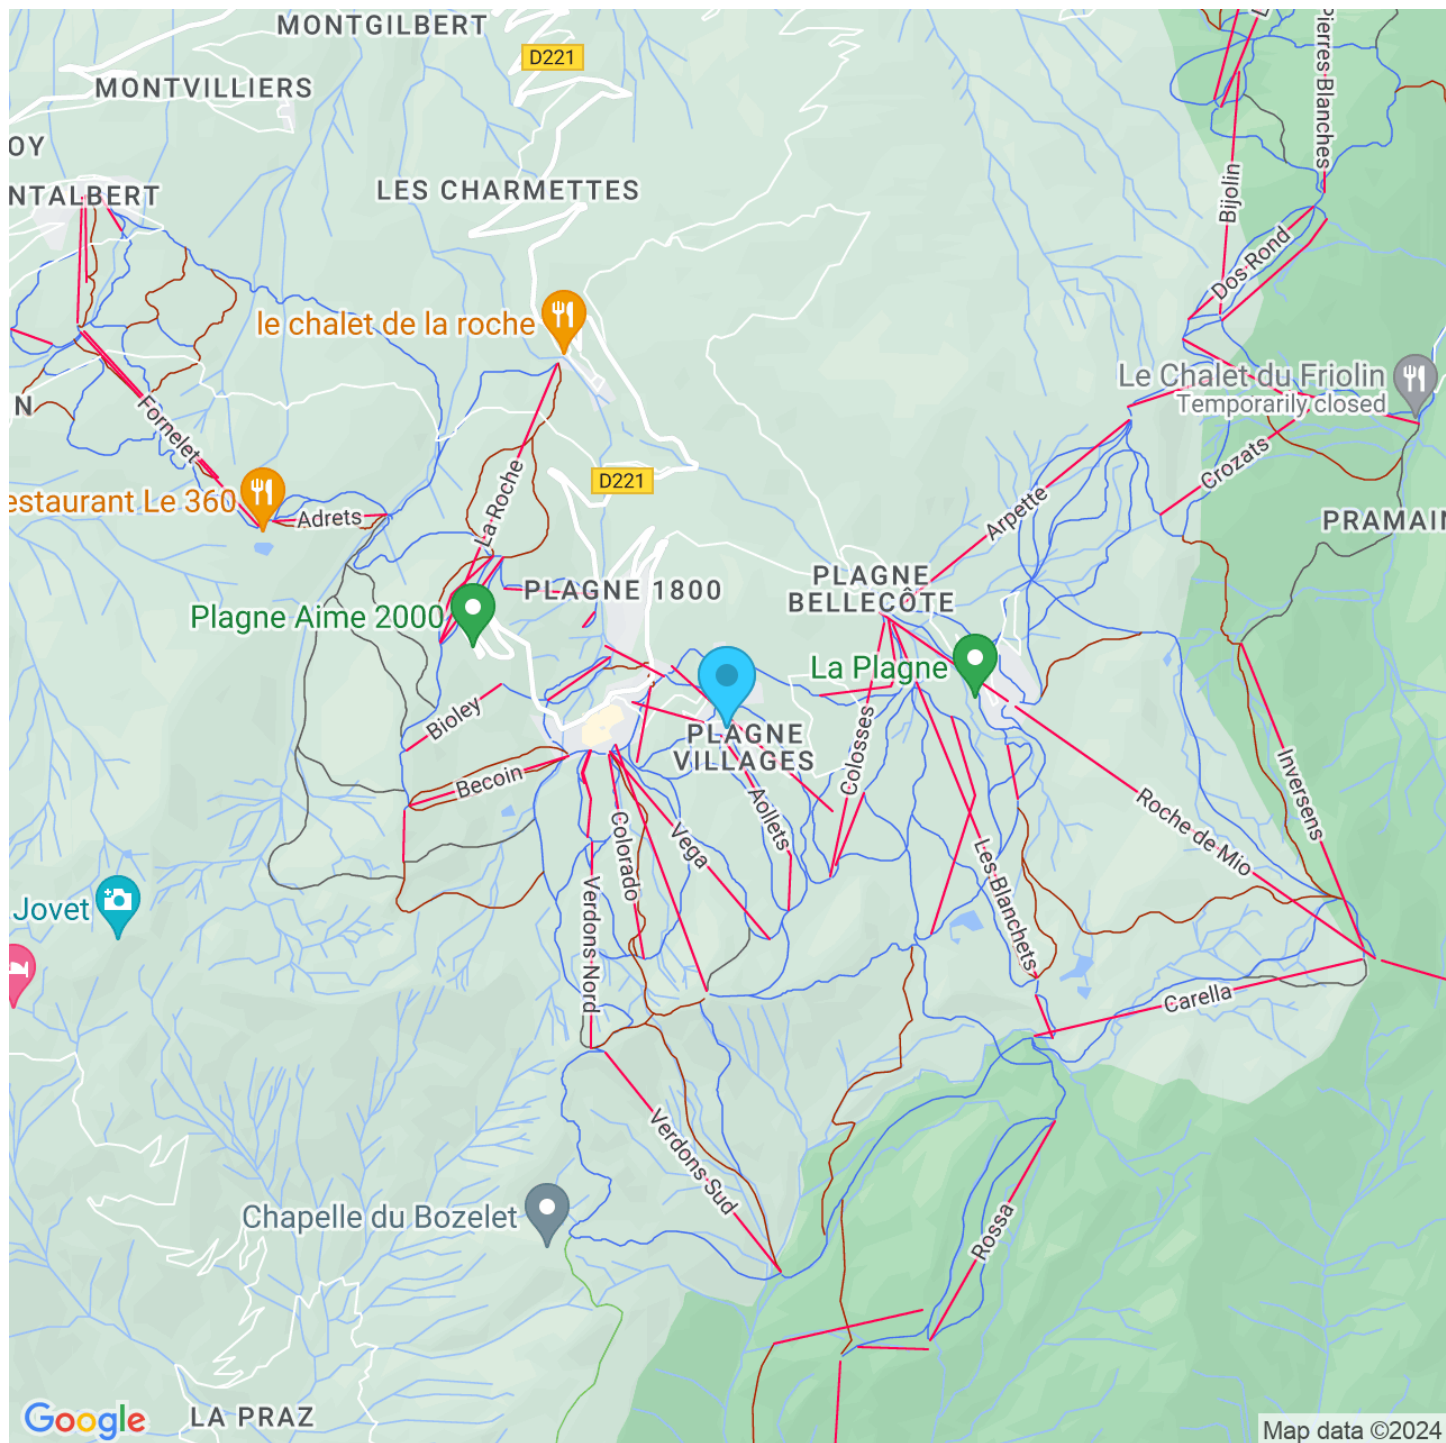 MONTGILBERT
D221
MONTVILLIERS
Pierres Blanches
OY
NTALBERT
LES CHARMETTES
Bijolin
Dos Rond
le chalet de la roche
Le Chalet du Friolin
Temporarily closed
N
Fornelet
estaurant Le 360
Adrets
La Roche
D221
Crozats
Arpette
PRAMAIN
Plagne Aime 2000
PLAGNE 1800
PLAGNE
BELLECÔTE
La Plagne
Bioley
PLAGNE
VILLAGES
Colosses
Becoin
Aollets
Inversens
Roche de Mio
Colorado
Vega
Les Blanchets
Verdons Nord
Jovet
Carella
Verdons Sud
Chapelle du Bozelet
Rossa
LA PRAZ
Google
Map data ©2024